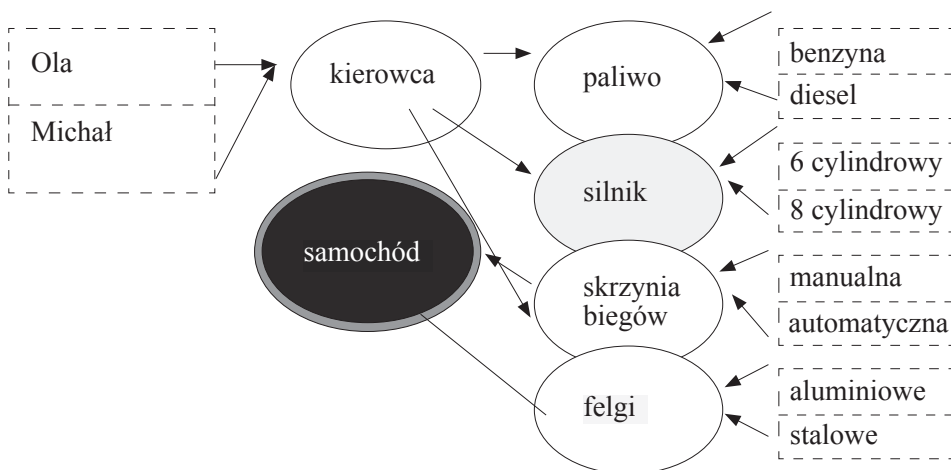 Ola
Michał
kierowca
samochód
paliwo
silnik
skrzynia
biegów
felgi
benzyna
diesel
6 cylindrowy
8 cylindrowy
manualna
automatyczna
aluminiowe
stalowe